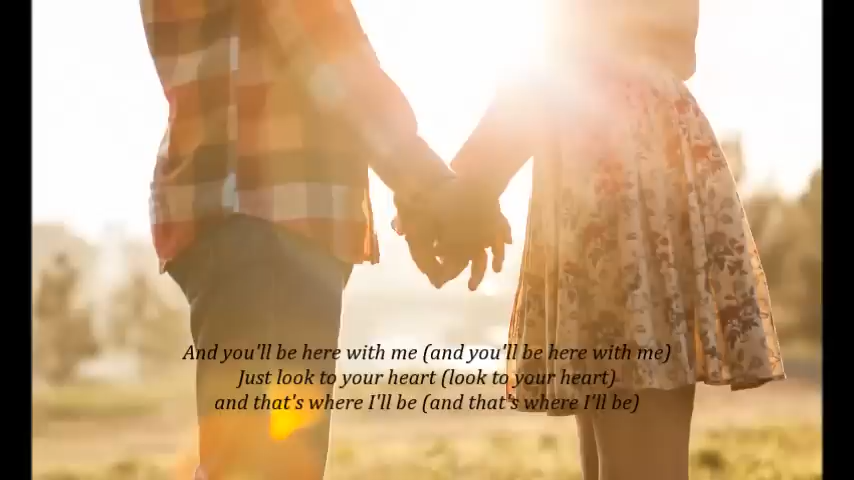 And you'll be here with me (and you'll be here with me)
Just look to your heart (look to your heart)
and that's where I'll be (and that's where I'll be)